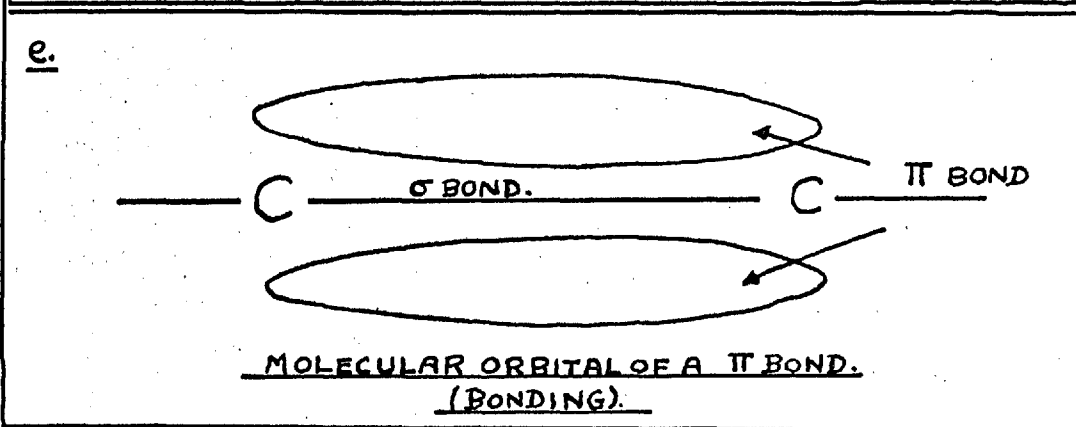 e.
C σ BOND. C π BOND
MOLECULAR ORBITAL OF A π BOND.
(BONDING).